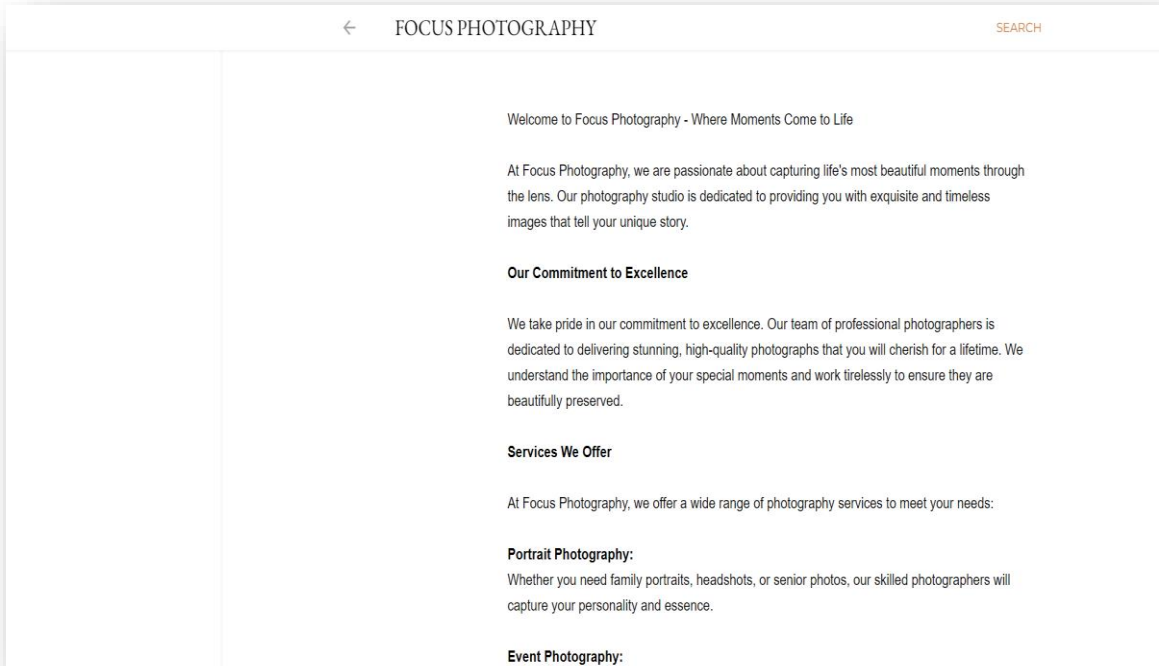 FOCUS PHOTOGRAPHY
SEARCH
Welcome to Focus Photography - Where Moments Come to Life
At Focus Photography, we are passionate about capturing life's most beautiful moments through
the lens. Our photography studio is dedicated to providing you with exquisite and timeless
images that tell your unique story.
Our Commitment to Excellence
We take pride in our commitment to excellence. Our team of professional photographers is
dedicated to delivering stunning, high-quality photographs that you will cherish for a lifetime. We
understand the importance of your special moments and work tirelessly to ensure they are
beautifully preserved.
Services We Offer
At Focus Photography, we offer a wide range of photography services to meet your needs:
Portrait Photography:
Whether you need family portraits, headshots, or senior photos, our skilled photographers will
capture your personality and essence.
Event Photography: